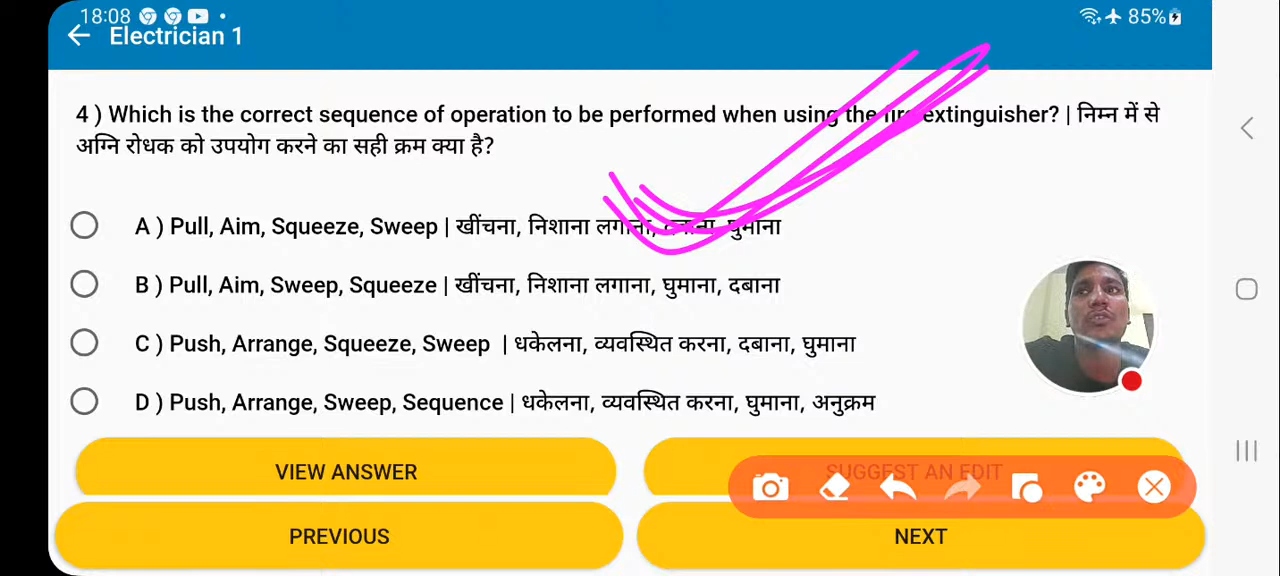 18:08
85%
Electrician 1
4 ) Which is the correct sequence of operation to be performed when using the fire extinguisher? | निम्न में से
अग्नि रोधक को उपयोग करने का सही क्रम क्या है?
A ) Pull, Aim, Squeeze, Sweep | खींचना, निशाना लगाना, दबाना, घुमाना
B ) Pull, Aim, Sweep, Squeeze | खींचना, निशाना लगाना, घुमाना, दबाना
C ) Push, Arrange, Squeeze, Sweep | धकेलना, व्यवस्थित करना, दबाना, घुमाना
D ) Push, Arrange, Sweep, Sequence | धकेलना, व्यवस्थित करना, घुमाना, अनुक्रम
VIEW ANSWER
SUGGEST AN EDIT
PREVIOUS
NEXT